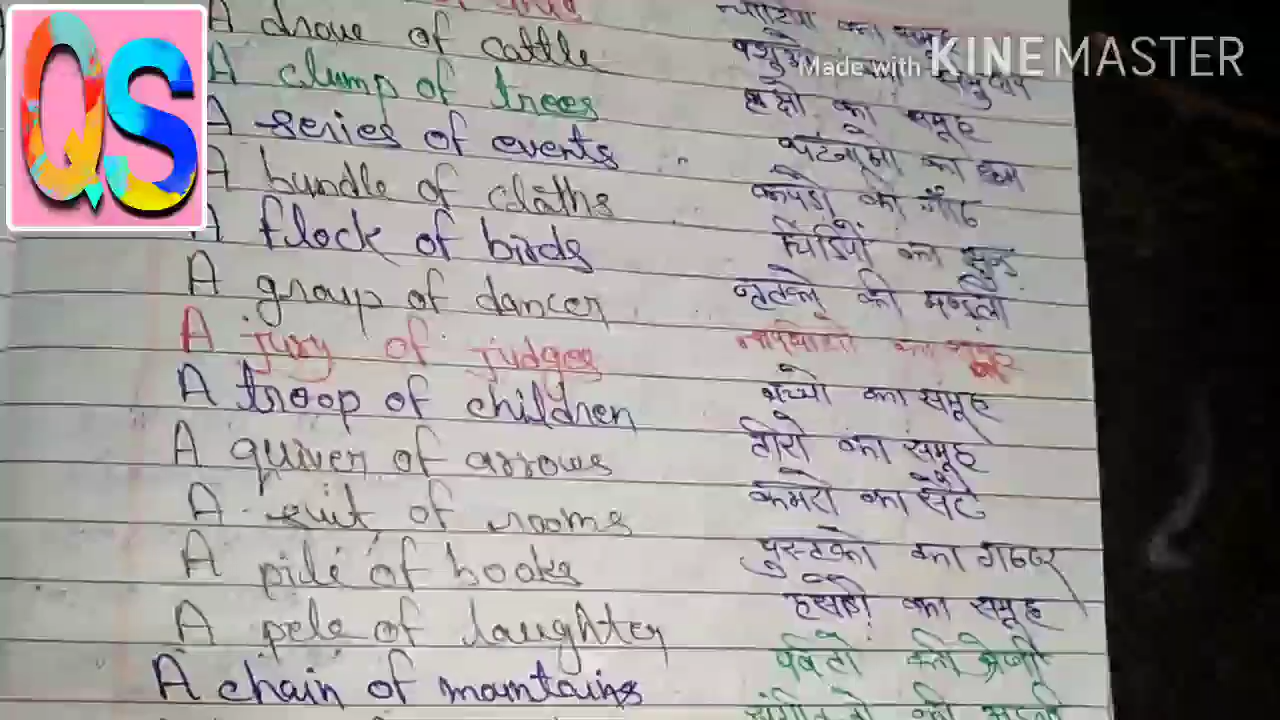 QS
Made with KINEMASTER
A drove of cattle
A clump of trees वृक्षो का समूह
A series of events घटनाओ का क्रम
A bundle of cloths कपडो की गाँठ
A flock of birds चिडियों का समूह
A group of dancer नृतको की मण्डली
A jury of judges का
A troop of children बच्चो का समूह
A quiver of arrows तीरो का समूह
A suit of rooms कमरो का सेट
A pile of books पुस्तको का गठ्ठर
A pele of laughter का समूह
A chain of mountains पर्वतो की श्रेणी
की